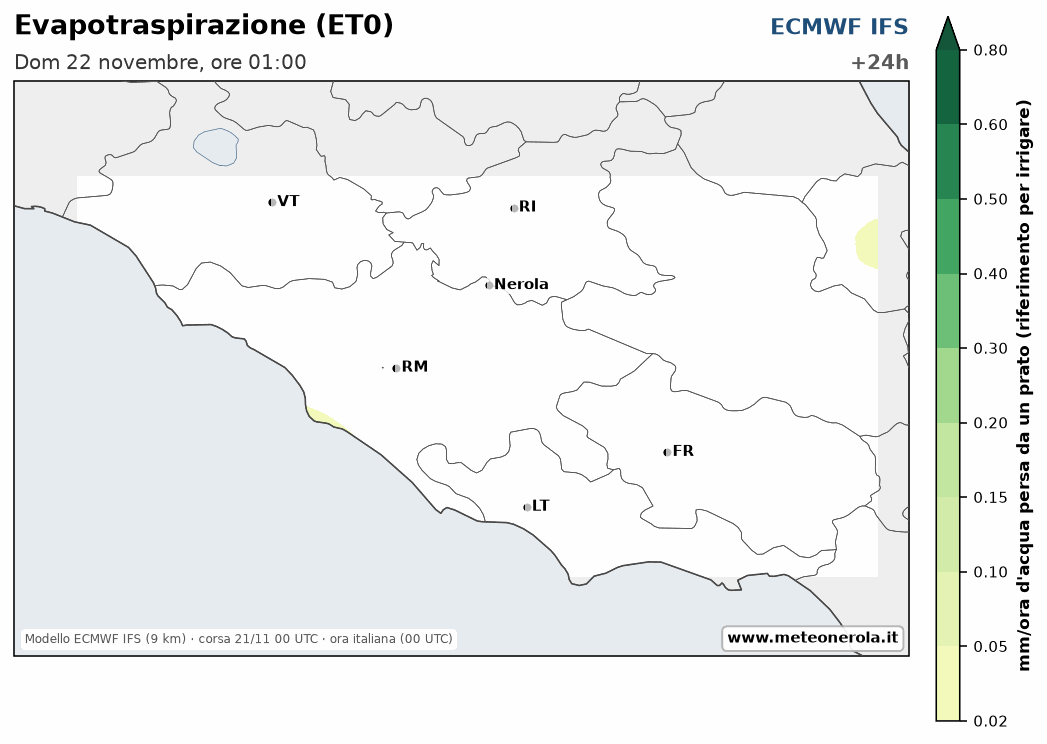 Evapotraspirazione (ET0)
ECMWF IFS
Dom 22 novembre, ore 01:00
+24h
VT
RI
Nerola
RM
FR
LT
Modello ECMWF IFS (9 km) · corsa 21/11 00 UTC · ora italiana (00 UTC)
www.meteonerola.it
0.80
0.60
0.50
0.40
0.30
0.20
0.15
0.10
0.05
0.02
mm/ora d'acqua persa da un prato (riferimento per irrigare)